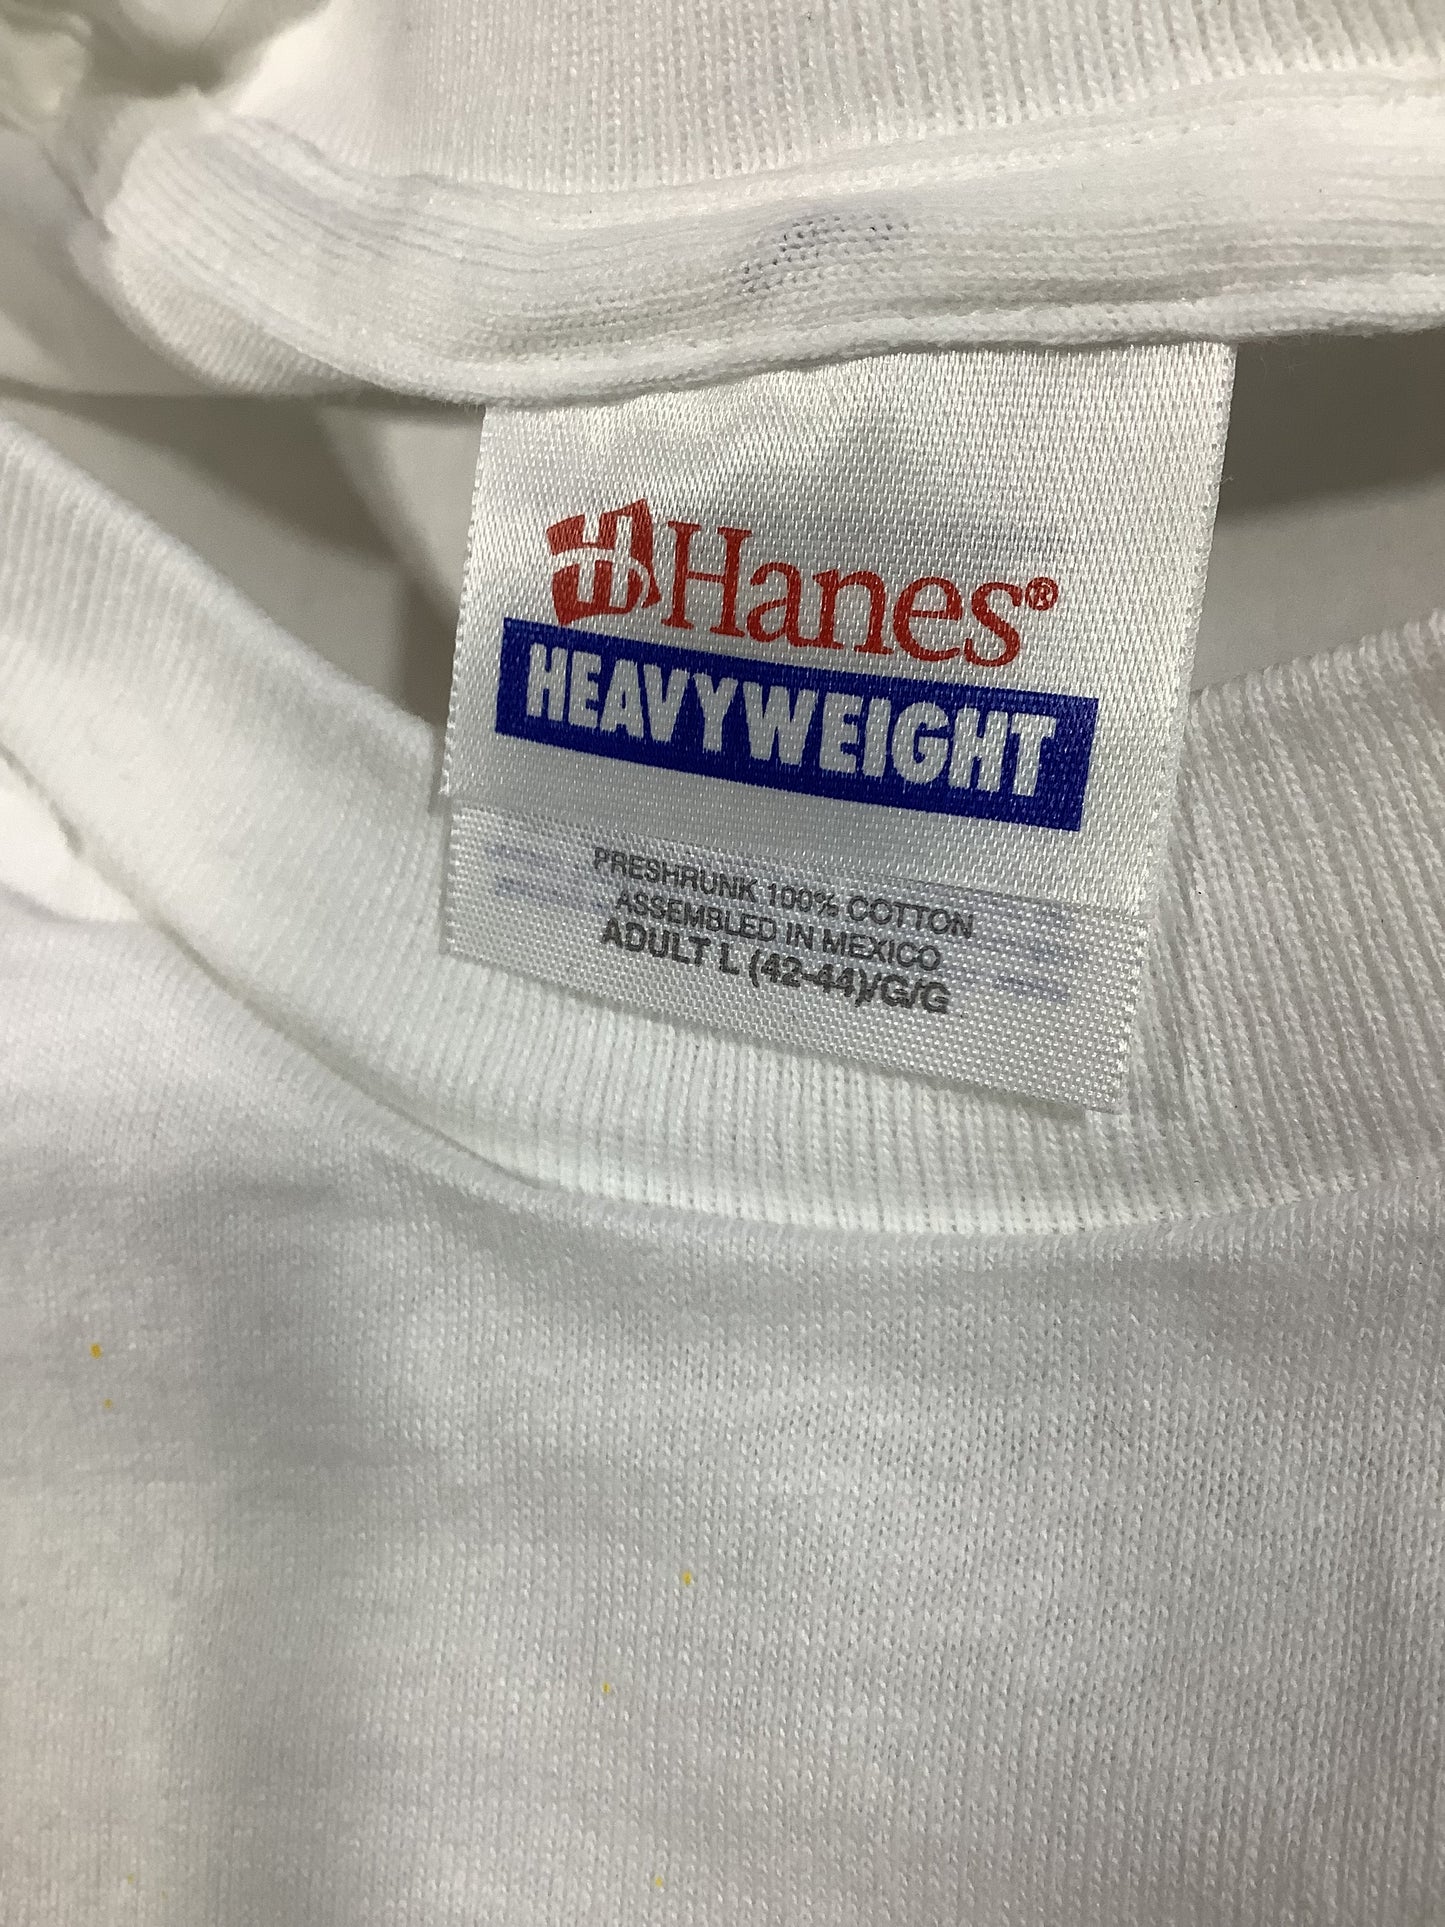 Hanes®
HEAVYWEIGHT
PRESHRUNK 100% COTTON
ASSEMBLED IN MEXICO
ADULT L (42-44)/G/G